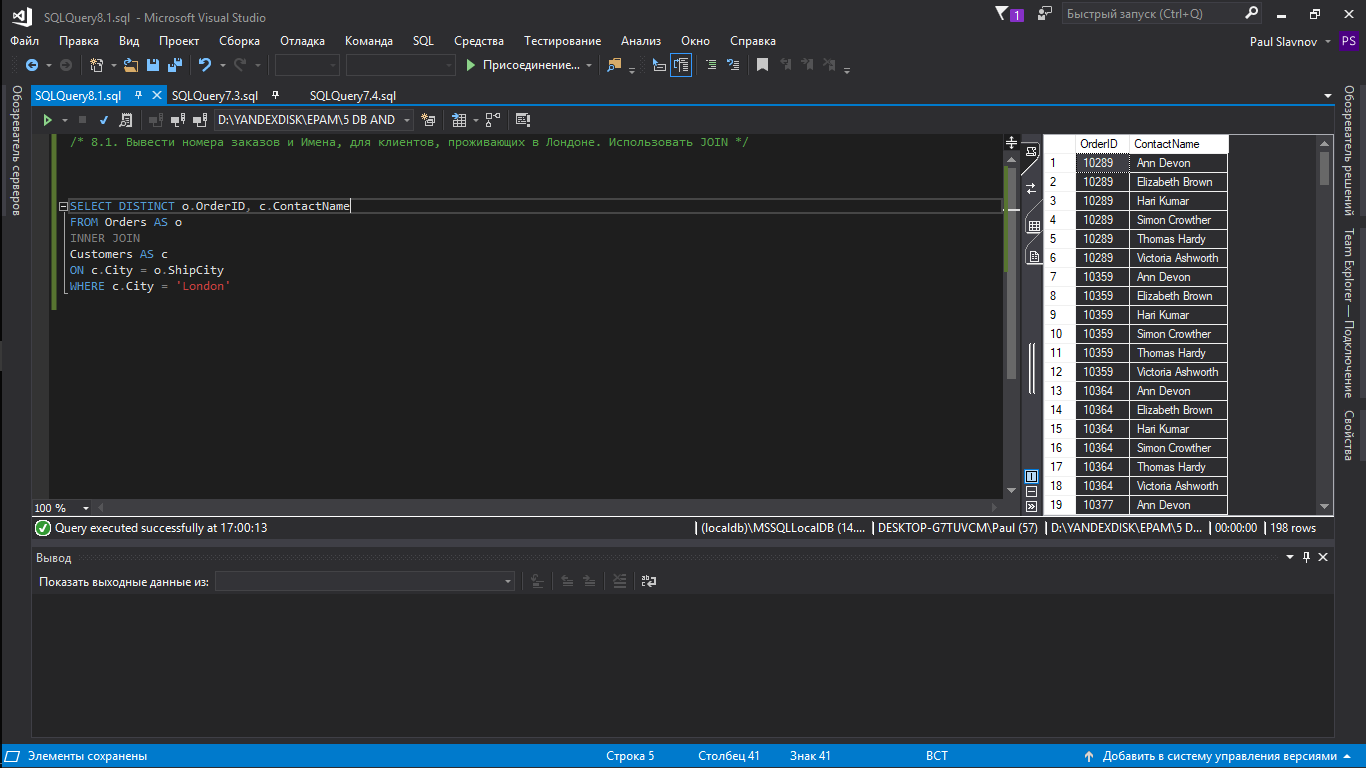 SQLQuery8.1.sql - Microsoft Visual Studio
1
Быстрый запуск (Ctrl+Q)
Файл Правка Вид Проект Сборка Отладка Команда SQL Средства Тестирование Анализ Окно Справка
Paul Slavnov PS
Присоединение...
Обозреватель серверов
SQLQuery8.1.sql SQLQuery7.3.sql SQLQuery7.4.sql
D:\YANDEXDISK\EPAM\5 DB AND
/* 8.1. Вывести номера заказов и Имена, для клиентов, проживающих в Лондоне. Использовать JOIN */
SELECT DISTINCT o.OrderID, c.ContactName
FROM Orders AS o
INNER JOIN
Customers AS c
ON c.City = o.ShipCity
WHERE c.City = 'London'
100 %
OrderID ContactName
1 10289 Ann Devon
2 10289 Elizabeth Brown
3 10289 Hari Kumar
4 10289 Simon Crowther
5 10289 Thomas Hardy
6 10289 Victoria Ashworth
7 10359 Ann Devon
8 10359 Elizabeth Brown
9 10359 Hari Kumar
10 10359 Simon Crowther
11 10359 Thomas Hardy
12 10359 Victoria Ashworth
13 10364 Ann Devon
14 10364 Elizabeth Brown
15 10364 Hari Kumar
16 10364 Simon Crowther
17 10364 Thomas Hardy
18 10364 Victoria Ashworth
19 10377 Ann Devon
Обозреватель решений
Team Explorer — Подключение
Свойства
Query executed successfully at 17:00:13
(localdb)\MSSQLLocalDB (14.... DESKTOP-G7TUVCM\Paul (57) D:\YANDEXDISK\EPAM\5 D... 00:00:00 198 rows
Вывод
Показать выходные данные из:
Элементы сохранены
Строка 5 Столбец 41 Знак 41 ВСТ
Добавить в систему управления версиями